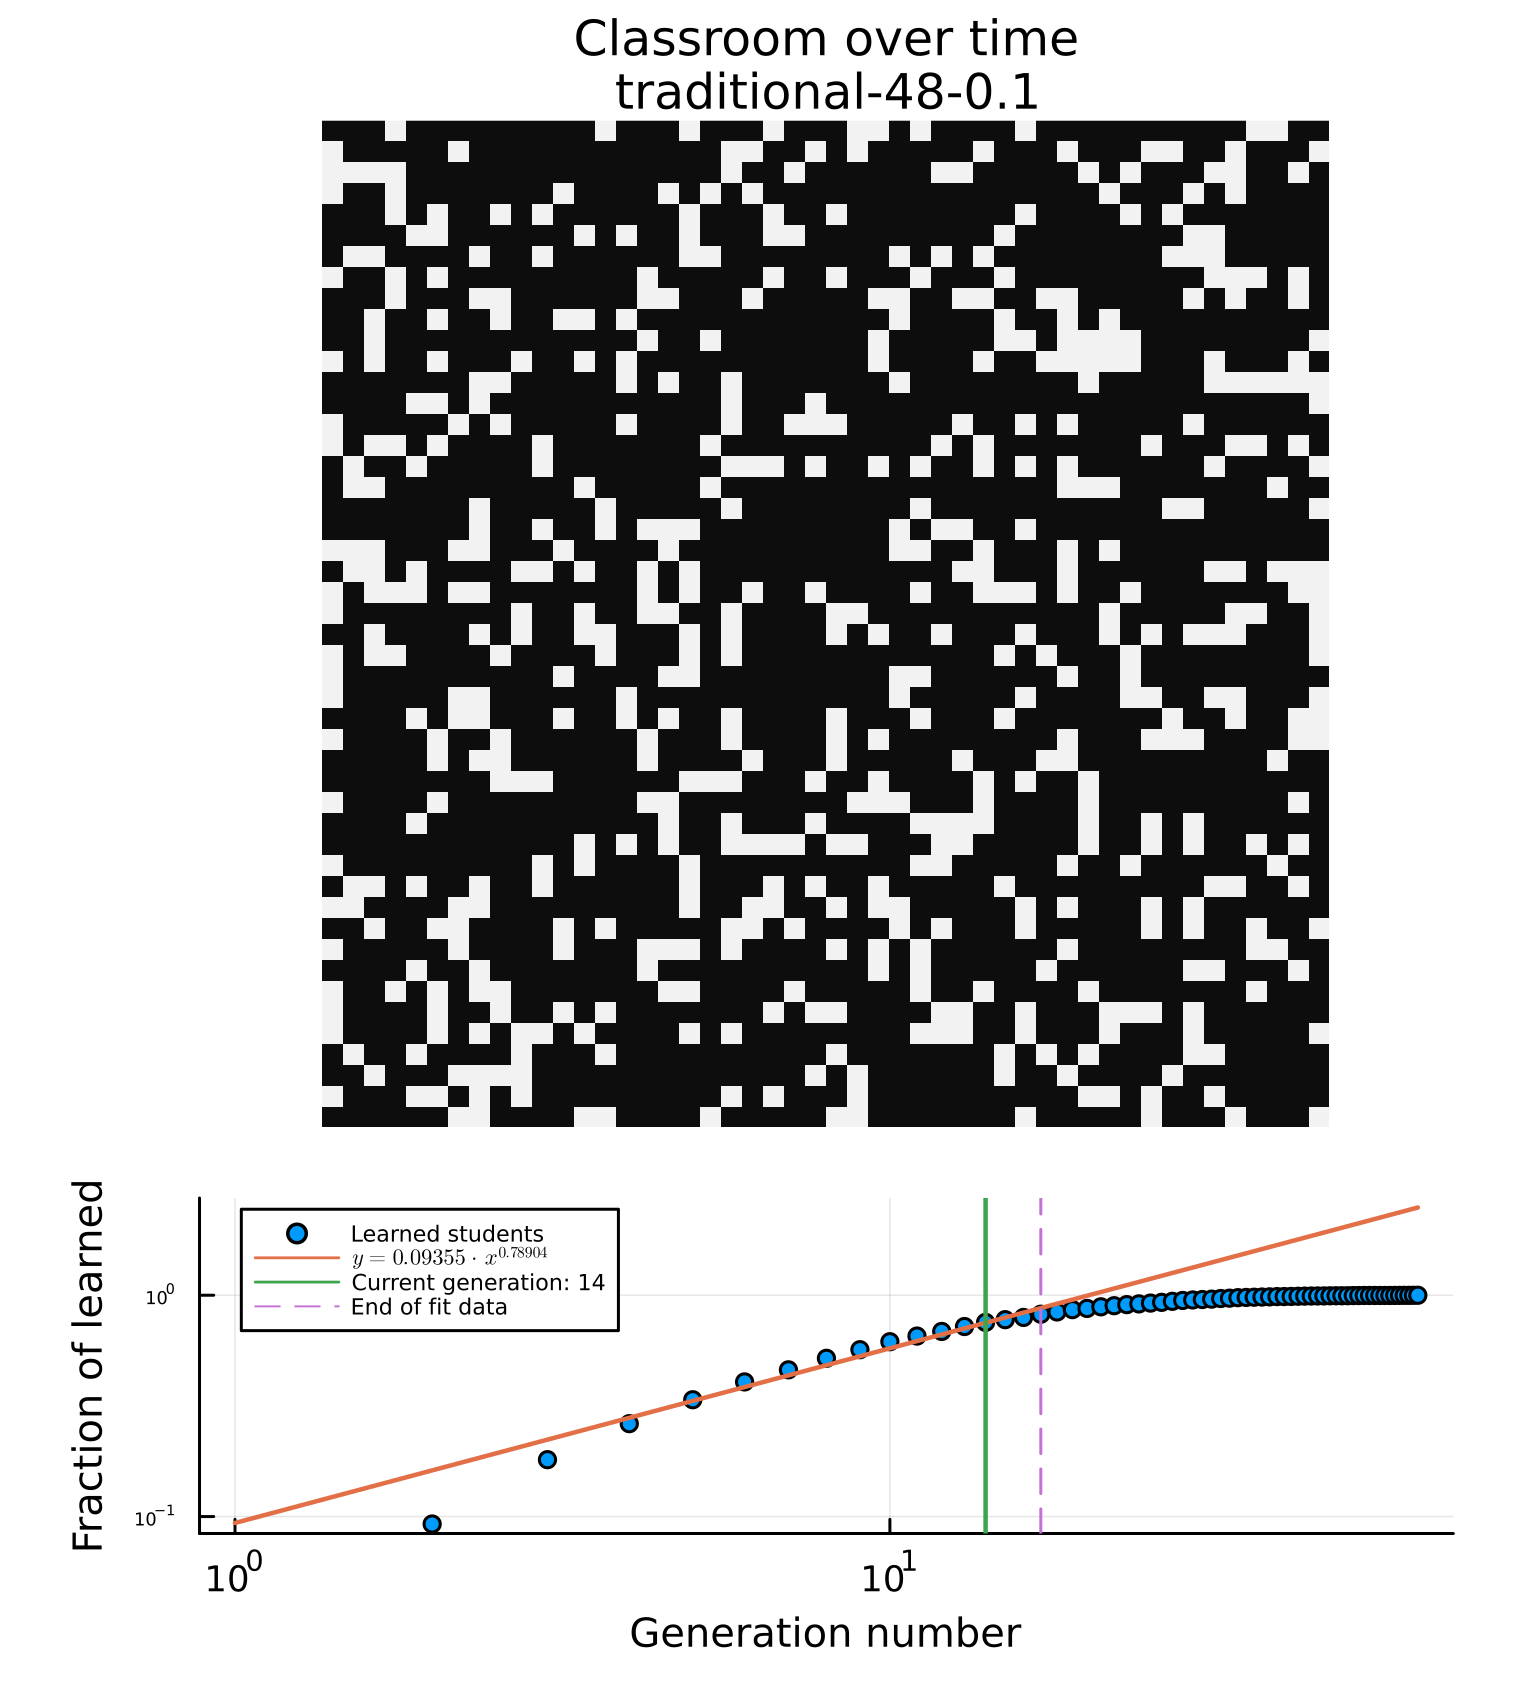 Classroom over time
traditional-48-0.1
Fraction of learned
Learned students
y = 0.09355 · x^0.78904
Current generation: 14
End of fit data
10^0
10^-1
10^0
10^1
Generation number